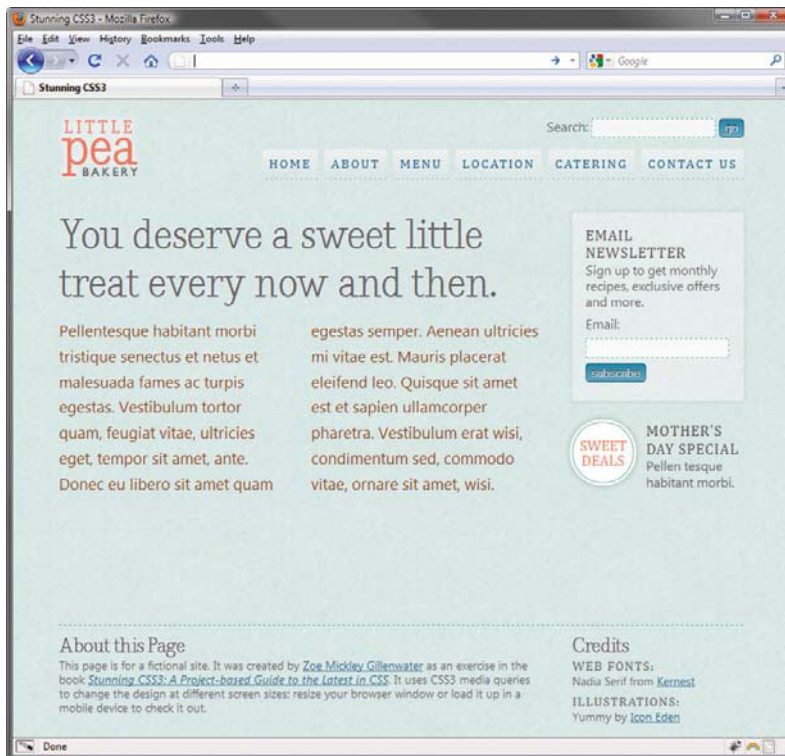 Stunning CSS3 - Mozilla Firefox
File Edit View History Bookmarks Tools Help
Google
Stunning CSS3
LITTLE
pea
BAKERY
Search: go
HOME ABOUT MENU LOCATION CATERING CONTACT US
You deserve a sweet little
treat every now and then.
Pellentesque habitant morbi
tristique senectus et netus et
malesuada fames ac turpis
egestas. Vestibulum tortor
quam, feugiat vitae, ultricies
eget, tempor sit amet, ante.
Donec eu libero sit amet quam
egestas semper. Aenean ultricies
mi vitae est. Mauris placerat
eleifend leo. Quisque sit amet
est et sapien ullamcorper
pharetra. Vestibulum erat wisi,
condimentum sed, commodo
vitae, ornare sit amet, wisi.
EMAIL
NEWSLETTER
Sign up to get monthly
recipes, exclusive offers
and more.
Email:
subscribe
SWEET
DEALS
MOTHER'S
DAY SPECIAL
Pellen tesque
habitant morbi.
About this Page
This page is for a fictional site. It was created by Zoe Mickley Gillenwater as an exercise in the
book Stunning CSS3: A Project-based Guide to the Latest in CSS. It uses CSS3 media queries
to change the design at different screen sizes: resize your browser window or load it up in a
mobile device to check it out.
Credits
WEB FONTS:
Nadia Serif from Kernest
ILLUSTRATIONS:
Yummy by Icon Eden
Done